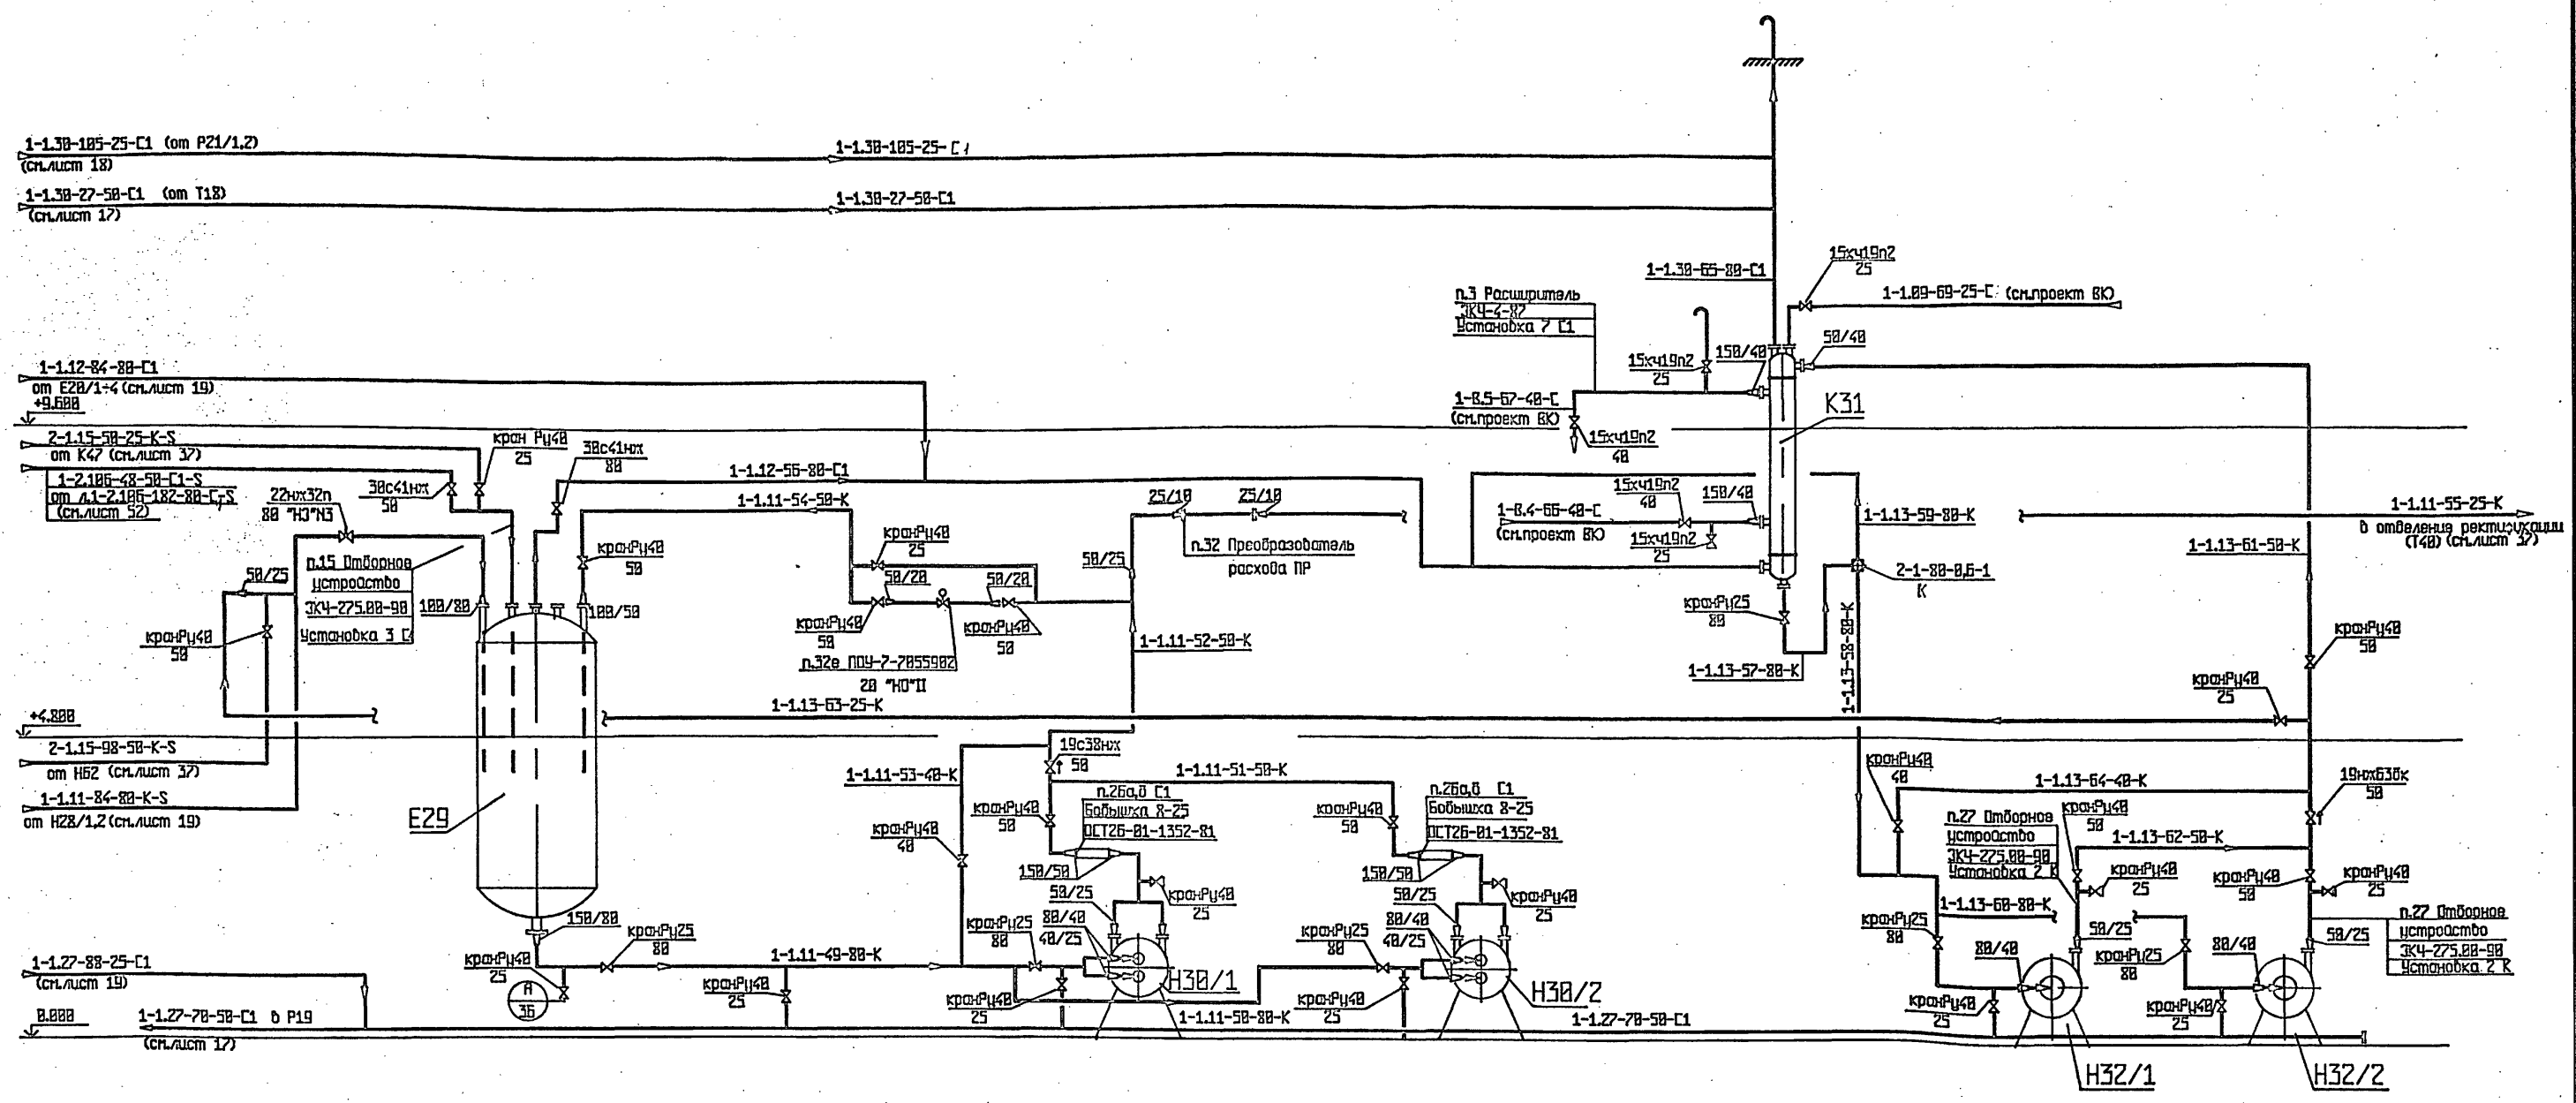 1-1.30-105-25-С1 (от Р21/1,2)
(см.лист 18)
1-1.30-105-25-С1
1-1.30-27-50-С1 (от Т18)
(см.лист 17)
1-1.30-27-50-С1
1-1.30-65-80-С1
15кч19п2
25
1-1.09-69-25-С (см.проект ВК)
п.3 Расширитель
ЗК4-4-87
Установка 7 С1
15кч19п2
25
150/40
50/40
1-1.12-84-80-С1
от Е20/1÷4 (см.лист 19)
+9.600
1-8.5-67-40-С
(см.проект ВК)
15кч19п2
40
К31
2-1.15-50-25-К-S
от К47 (см.лист 37)
1-2.106-48-50-С1-S
от л.1-2.106-182-80-С-S
(см.лист 52)
кран Ру40
25
30с41нж
80
30с41нж
50
22нж32п
80 "НЗ"№3
1-1.12-56-80-С1
1-1.11-54-50-К
25/10
25/10
15кч19п2
40
150/40
1-8.4-66-40-С
(см.проект ВК)
15кч19п2
25
п.32 Преобразователь
расхода ПР
1-1.13-59-80-К
1-1.11-55-25-К
в отделение ректификации
(Т40) (см.лист 37)
1-1.13-61-50-К
2-1-80-0,6-1
К
п.15 Отборное
устройство
ЗК4-275.00-90
Установка 3 С
50/25
100/80
100/50
кранРу40
50
кранРу40
25
50/20
50/20
50/25
кранРу40
50
кранРу40
50
кранРу40
50
п.32в ПОУ-7-7055902
20 "НО"П
1-1.11-52-50-К
кранРу25
80
1-1.13-57-80-К
1-1.13-58-80-К
кранРу40
50
кранРу40
25
+4.800
1-1.13-63-25-К
2-1.15-98-50-К-S
от Н62 (см.лист 37)
1-1.11-84-80-К-S
от Н28/1,2 (см.лист 19)
Е29
1-1.11-53-40-К
19с38нж
50
1-1.11-51-50-К
кранРу40
40
кранРу40
50
п.26а,б С1
Бобышка 8-25
ОСТ26-01-1352-81
150/50
кранРу40
50
п.26а,б С1
Бобышка 8-25
ОСТ26-01-1352-81
150/50
кранРу40
40
1-1.13-64-40-К
19нж63бк
50
п.27 Отборное
устройство
ЗК4-275.00-90
Установка 2 К
кранРу40
50
1-1.13-62-50-К
кранРу40
25
кранРу40
50
кранРу40
25
50/25
80/40
40/25
кранРу40
25
50/25
80/40
40/25
кранРу40
25
1-1.13-60-80-К
п.27 Отборное
устройство
ЗК4-275.00-90
Установка 2 К
150/80
кранРу25
80
1-1.11-49-80-К
кранРу25
80
кранРу25
80
кранРу25
80
80/40
50/25
кранРу25
80
80/40
50/25
1-1.27-88-25-С1
(см.лист 19)
кранРу40
25
А
36
кранРу40
25
кранРу40
25
Н30/1
кранРу40
25
Н30/2
кранРу40
25
кранРу40
25
0.000
1-1.27-70-50-С1 в Р19
(см.лист 17)
1-1.11-50-80-К
1-1.27-70-50-С1
Н32/1
Н32/2